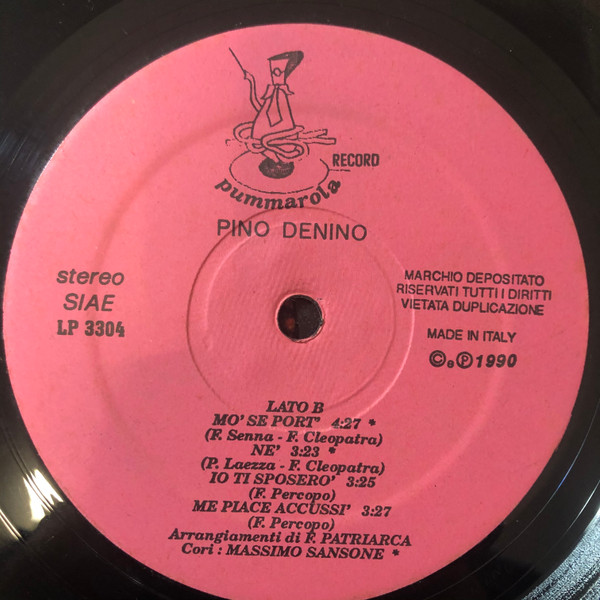 RECORD
pummarola
PINO DENINO
stereo
SIAE
LP 3304
MARCHIO DEPOSITATO
RISERVATI TUTTI I DIRITTI
VIETATA DUPLICAZIONE
MADE IN ITALY
© e ℗ 1990
LATO B
MO' SE PORT' 4:27 *
(F. Senna - F. Cleopatra)
NE' 3:23 *
(P. Laezza - F. Cleopatra)
IO TI SPOSERO' 3:25
(F. Percopo)
ME PIACE ACCUSSI' 3:27
(F. Percopo)
Arrangiamenti di F. PATRIARCA
Cori : MASSIMO SANSONE *